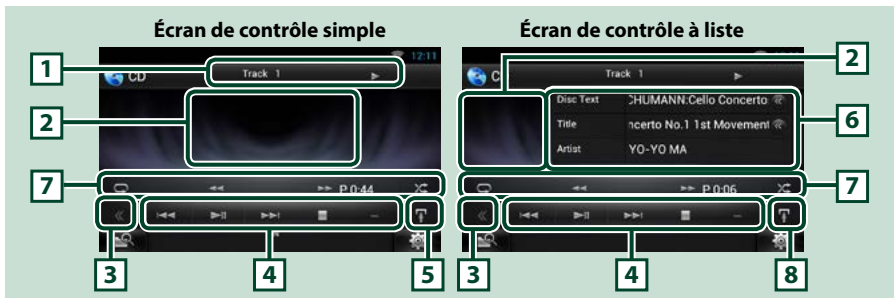 Écran de contrôle simple
Écran de contrôle à liste
12:11
1
CD
Track 1
2
7
P 0:44
3
4
5
2
Track 1
Disc Text
CHUMANN:Cello Concerto
Title
ncerto No.1 1st Movement
Artist
YO-YO MA
6
P 0:06
7
3
4
8